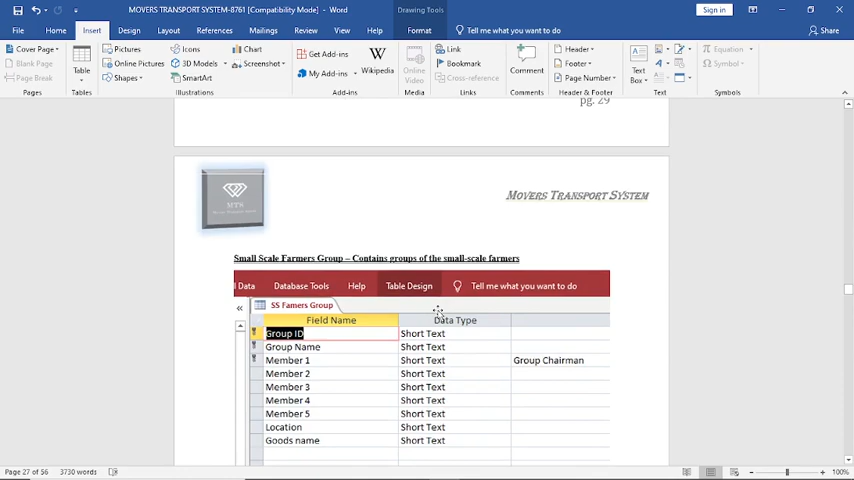 MOVERS TRANSPORT SYSTEM-8761 [Compatibility Mode] - Word
Drawing Tools
Sign in
File Home Insert Design Layout References Mailings Review View Help Format Tell me what you want to do Share
Cover Page
Blank Page
Page Break
Pages
Table
Tables
Pictures
Online Pictures
Shapes
Icons
3D Models
SmartArt
Chart
Screenshot
Illustrations
Get Add-ins
My Add-ins
Wikipedia
Add-ins
Online Video
Media
Link
Bookmark
Cross-reference
Links
Comment
Comments
Header
Footer
Page Number
Header & Footer
Text Box
Text
Equation
Symbol
Symbols
pg. 29
MTS
MOVERS TRANSPORT SYSTEM
Small Scale Farmers Group – Contains groups of the small-scale farmers
l Data Database Tools Help Table Design Tell me what you want to do
SS Famers Group
Field Name Data Type
Group ID Short Text
Group Name Short Text
Member 1 Short Text Group Chairman
Member 2 Short Text
Member 3 Short Text
Member 4 Short Text
Member 5 Short Text
Location Short Text
Goods name Short Text
Page 27 of 56 3730 words 100%